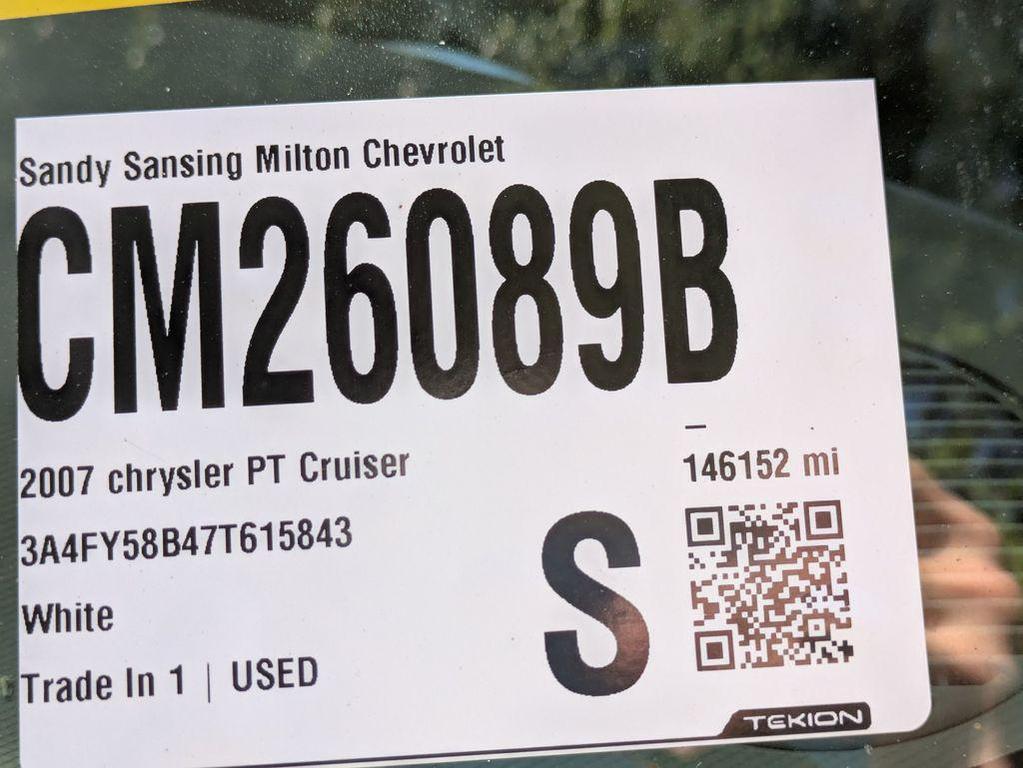 Sandy Sansing Milton Chevrolet
CM26089B
–
2007 chrysler PT Cruiser
146152 mi
3A4FY58B47T615843
S
White
Trade In 1 | USED
TEKION